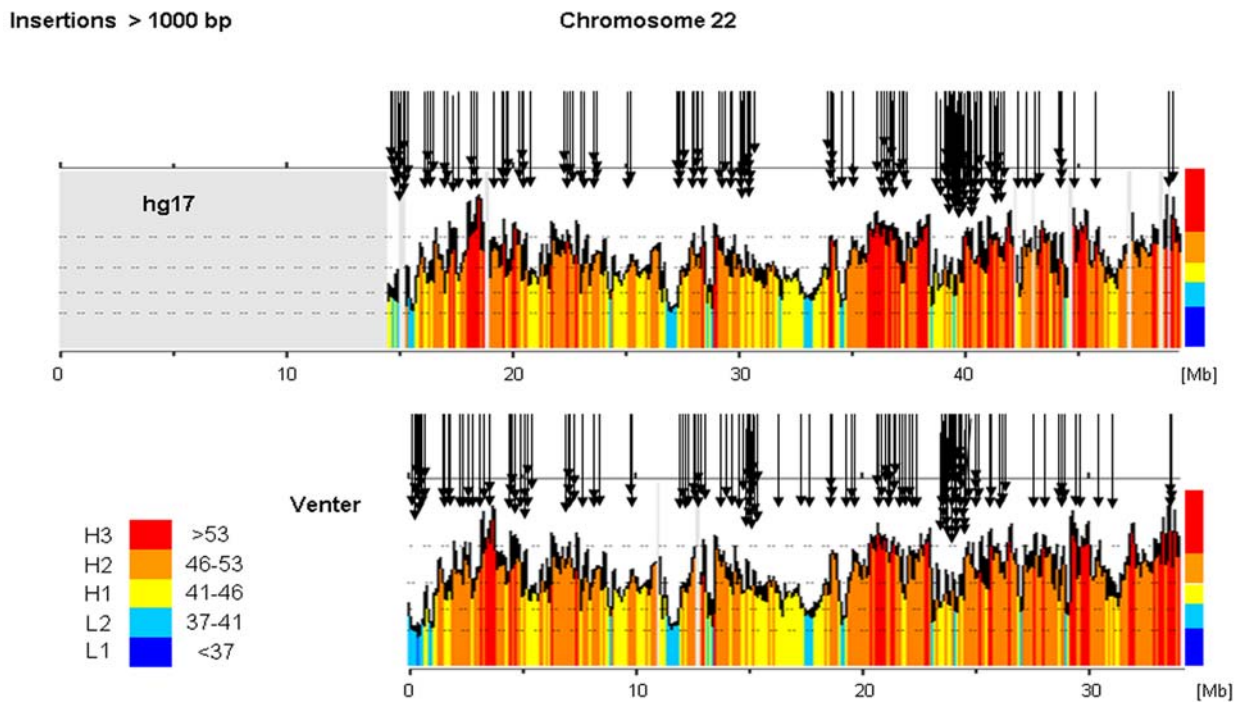 Insertions > 1000 bp Chromosome 22
hg17
0 10 20 30 40 [Mb]
Venter
H3 >53
H2 46-53
H1 41-46
L2 37-41
L1 <37
0 10 20 30 [Mb]